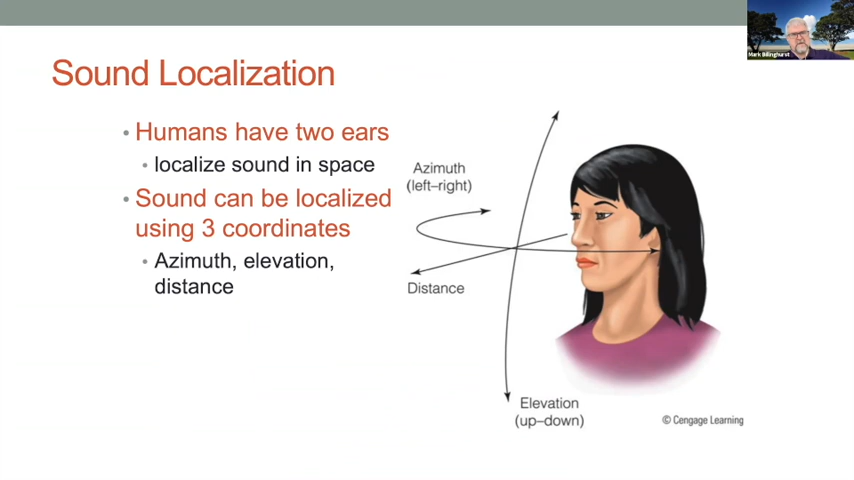 Sound Localization
• Humans have two ears
• localize sound in space
• Sound can be localized
using 3 coordinates
• Azimuth, elevation,
distance
Azimuth
(left–right)
Distance
Elevation
(up–down)
© Cengage Learning
Mark Billinghurst